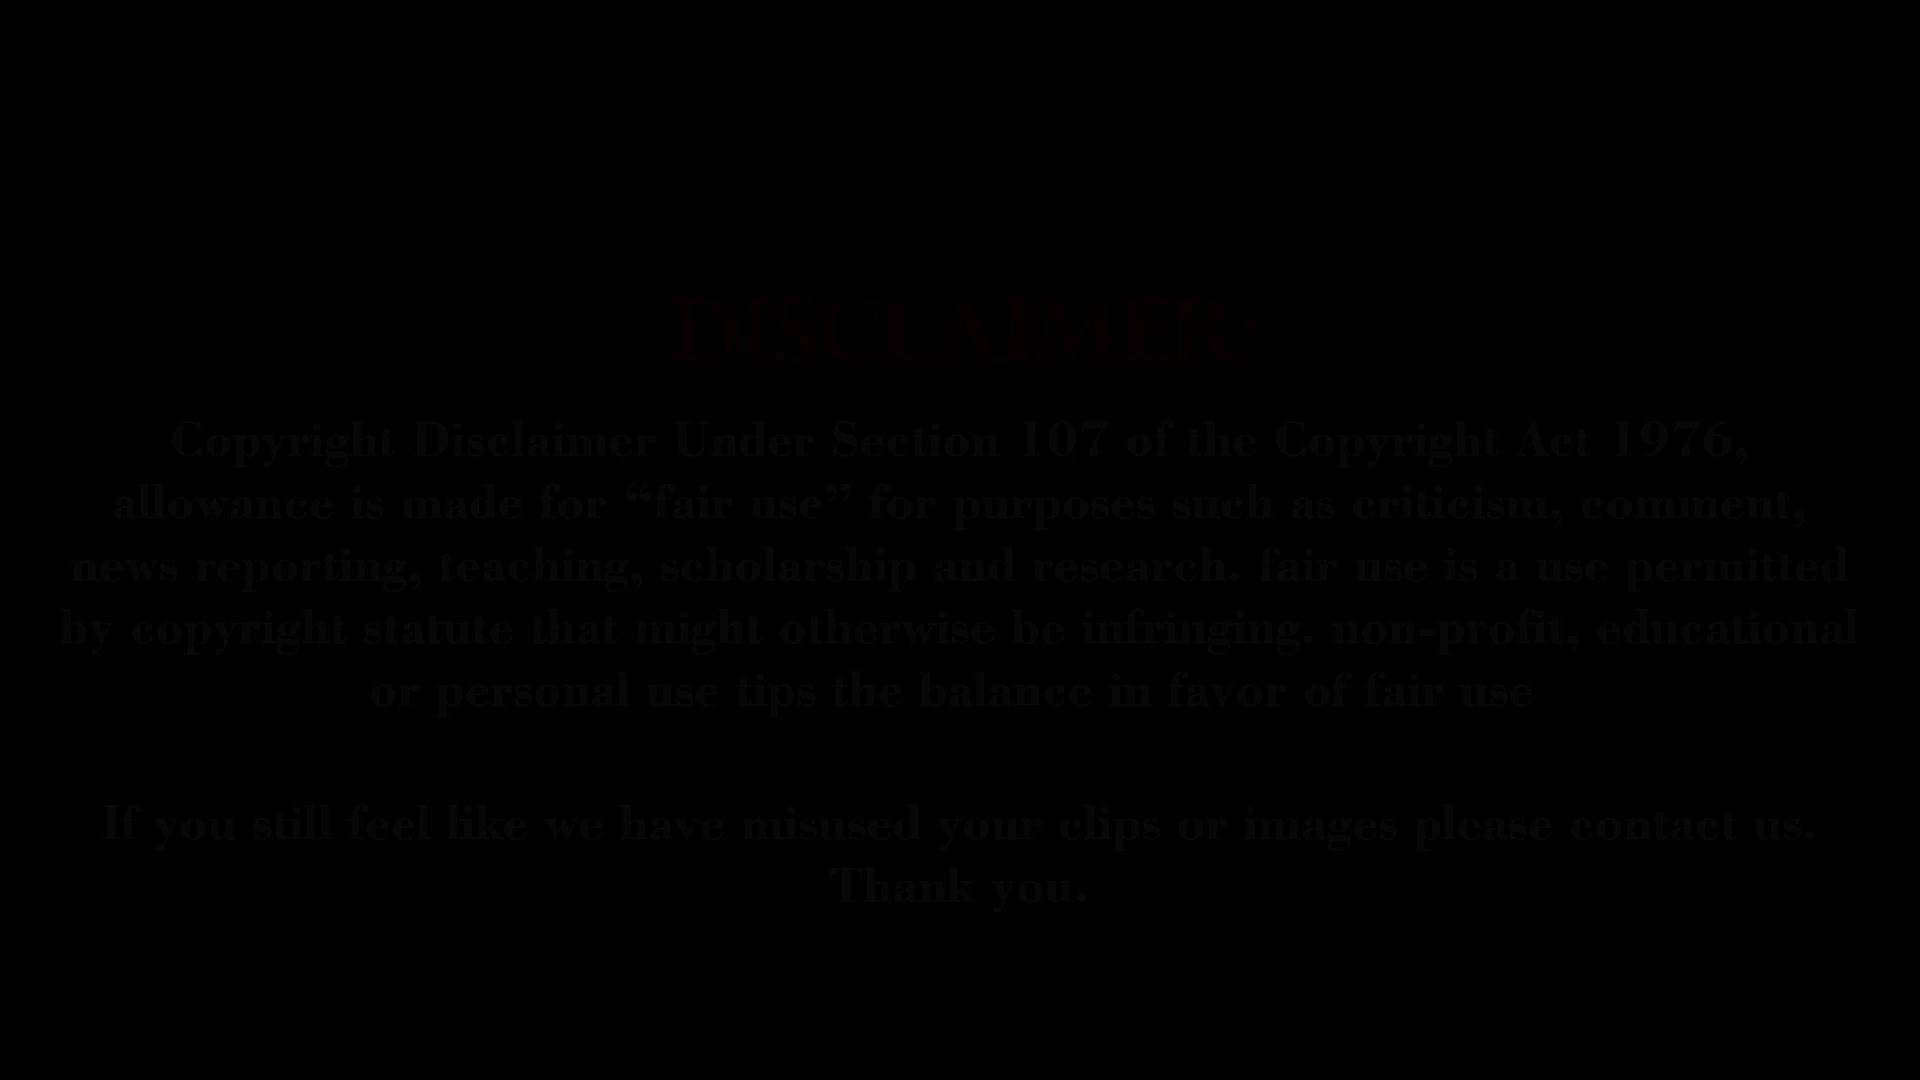 DISCLAIMER:
Copyright Disclaimer Under Section 107 of the Copyright Act 1976,
allowance is made for “fair use” for purposes such as criticism, comment,
news reporting, teaching, scholarship and research. fair use is a use permitted
by copyright statute that might otherwise be infringing. non-profit, educational
or personal use tips the balance in favor of fair use
If you still feel like we have misused your clips or images please contact us.
Thank you.